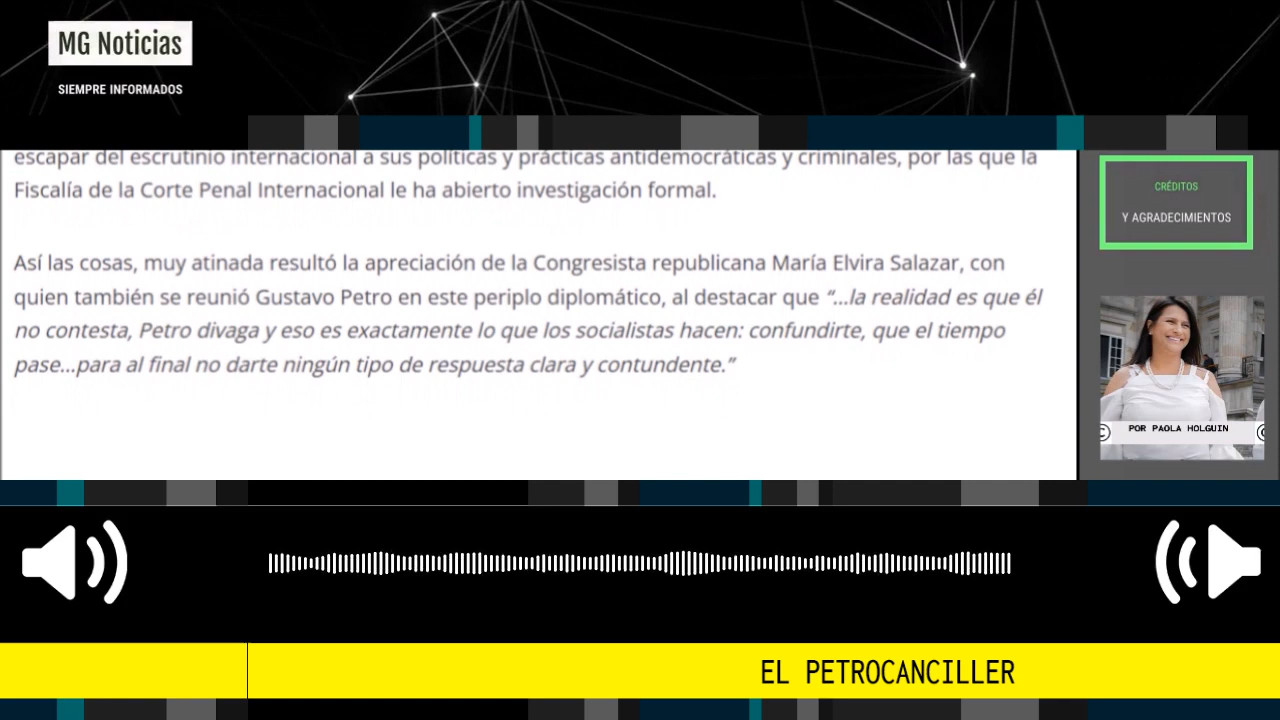 MG Noticias
SIEMPRE INFORMADOS
escapar del escrutinio internacional a sus políticas y prácticas antidemocráticas y criminales, por las que la
Fiscalía de la Corte Penal Internacional le ha abierto investigación formal.
Así las cosas, muy atinada resultó la apreciación de la Congresista republicana María Elvira Salazar, con
quien también se reunió Gustavo Petro en este periplo diplomático, al destacar que “…la realidad es que él
no contesta, Petro divaga y eso es exactamente lo que los socialistas hacen: confundirte, que el tiempo
pase…para al final no darte ningún tipo de respuesta clara y contundente.”
CRÉDITOS
Y AGRADECIMIENTOS
© POR PAOLA HOLGUIN ©
EL PETROCANCILLER